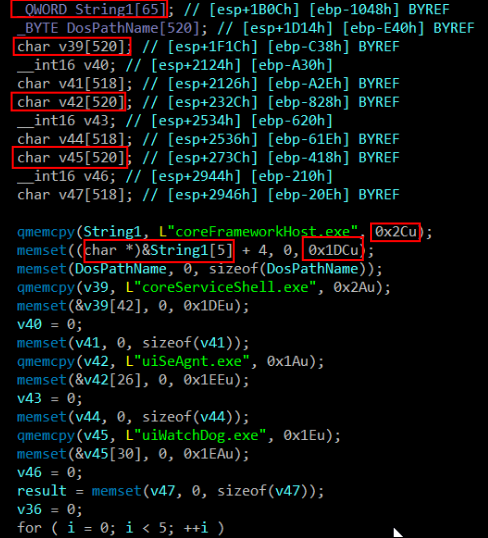 _QWORD String1[65]; // [esp+1B0Ch] [ebp-1048h] BYREF
_BYTE DosPathName[520]; // [esp+1D14h] [ebp-E40h] BYREF
char v39[520]; // [esp+1F1Ch] [ebp-C38h] BYREF
__int16 v40; // [esp+2124h] [ebp-A30h]
char v41[518]; // [esp+2126h] [ebp-A2Eh] BYREF
char v42[520]; // [esp+232Ch] [ebp-828h] BYREF
__int16 v43; // [esp+2534h] [ebp-620h]
char v44[518]; // [esp+2536h] [ebp-61Eh] BYREF
char v45[520]; // [esp+273Ch] [ebp-418h] BYREF
__int16 v46; // [esp+2944h] [ebp-210h]
char v47[518]; // [esp+2946h] [ebp-20Eh] BYREF
qmemcpy(String1, L"coreFrameworkHost.exe", 0x2Cu);
memset((char *)&String1[5] + 4, 0, 0x1DCu);
memset(DosPathName, 0, sizeof(DosPathName));
qmemcpy(v39, L"coreServiceShell.exe", 0x2Au);
memset(&v39[42], 0, 0x1DEu);
v40 = 0;
memset(v41, 0, sizeof(v41));
qmemcpy(v42, L"uiSeAgnt.exe", 0x1Au);
memset(&v42[26], 0, 0x1EEu);
v43 = 0;
memset(v44, 0, sizeof(v44));
qmemcpy(v45, L"uiWatchDog.exe", 0x1Eu);
memset(&v45[30], 0, 0x1EAu);
v46 = 0;
result = memset(v47, 0, sizeof(v47));
v36 = 0;
for ( i = 0; i < 5; ++i )